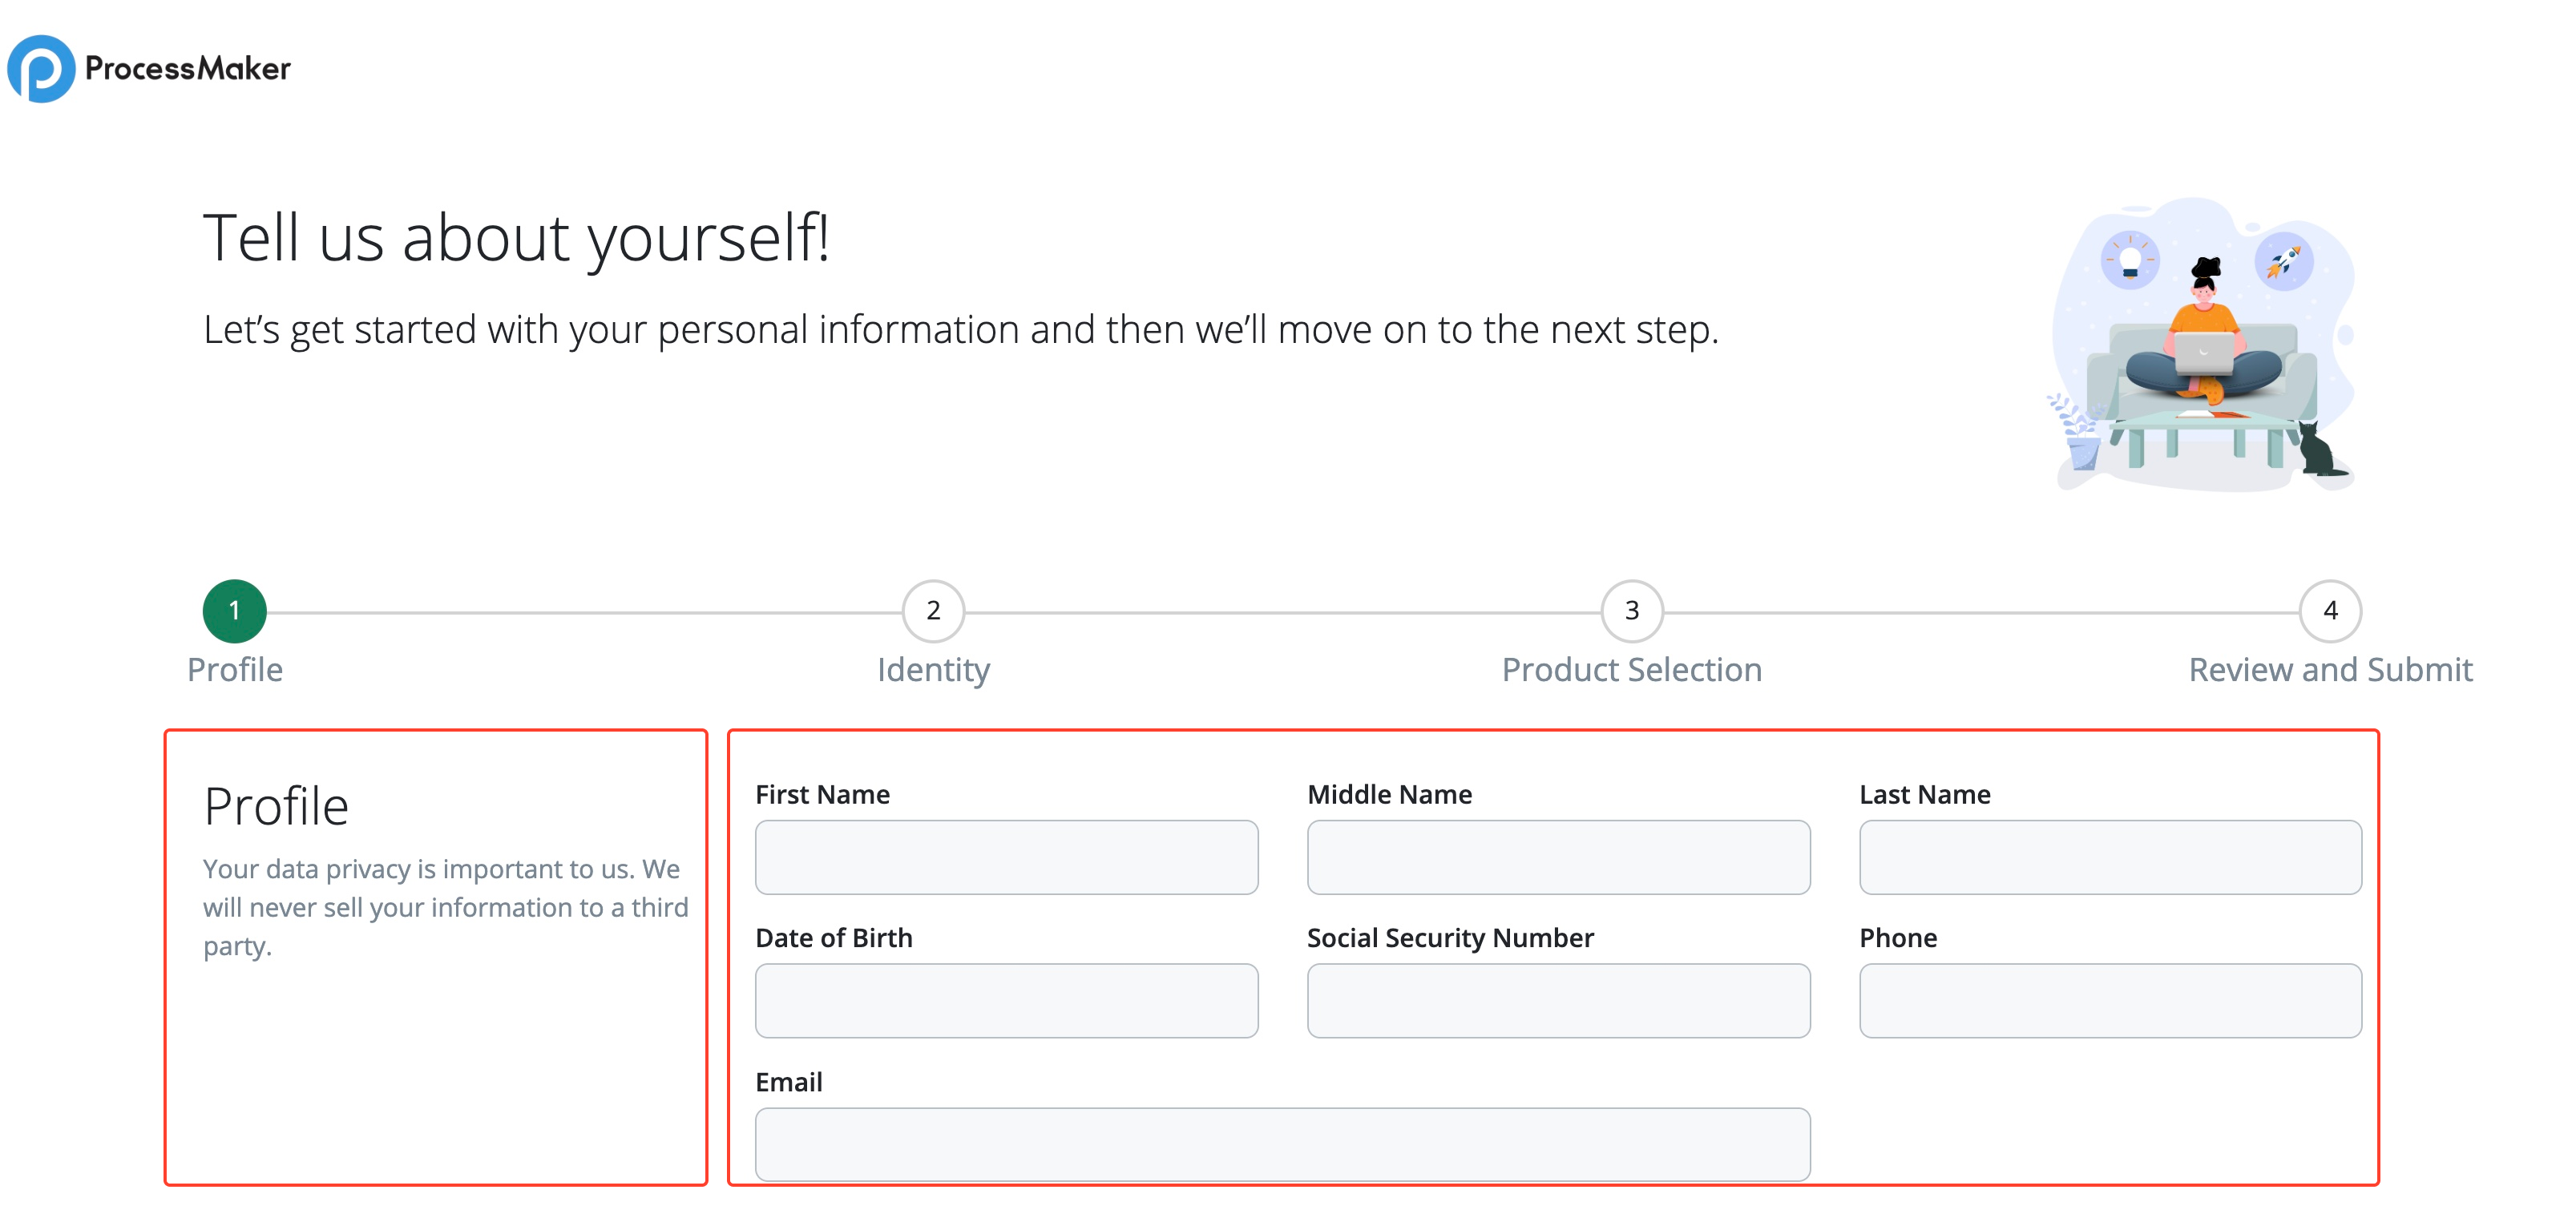 ProcessMaker
Tell us about yourself!
Let’s get started with your personal information and then we’ll move on to the next step.
1
2
3
4
Profile
Identity
Product Selection
Review and Submit
Profile
Your data privacy is important to us. We
will never sell your information to a third
party.
First Name
Middle Name
Last Name
Date of Birth
Social Security Number
Phone
Email